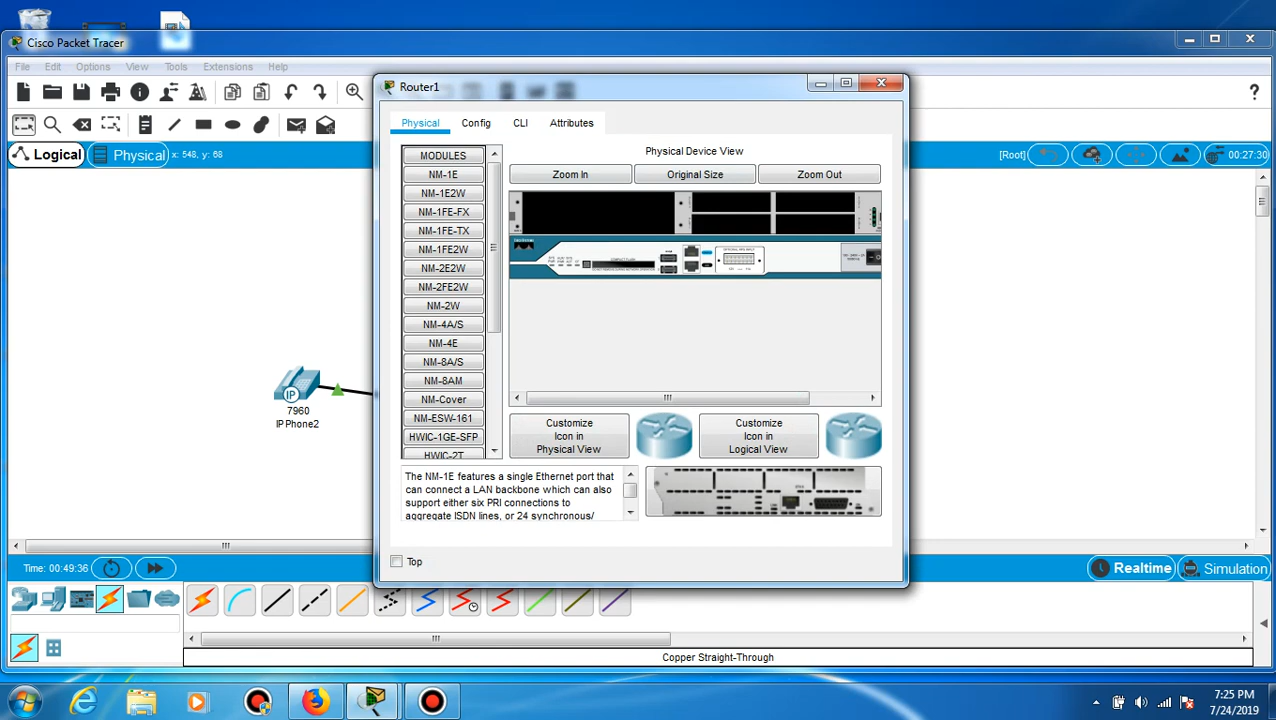 Cisco Packet Tracer
File Edit Options View Tools Extensions Help
Logical
Physical
x: 548, y: 68
[Root]
00:27:30
Router1
Physical Config CLI Attributes
MODULES
NM-1E
NM-1E2W
NM-1FE-FX
NM-1FE-TX
NM-1FE2W
NM-2E2W
NM-2FE2W
NM-2W
NM-4A/S
NM-4E
NM-8A/S
NM-8AM
NM-Cover
NM-ESW-161
HWIC-1GE-SFP
HWIC-2T
Physical Device View
Zoom In
Original Size
Zoom Out
Customize
Icon in
Physical View
Customize
Icon in
Logical View
The NM-1E features a single Ethernet port that
can connect a LAN backbone which can also
support either six PRI connections to
aggregate ISDN lines, or 24 synchronous/
Top
IP
7960
IP Phone2
Time: 00:49:36
Realtime
Simulation
Copper Straight-Through
7:25 PM
7/24/2019